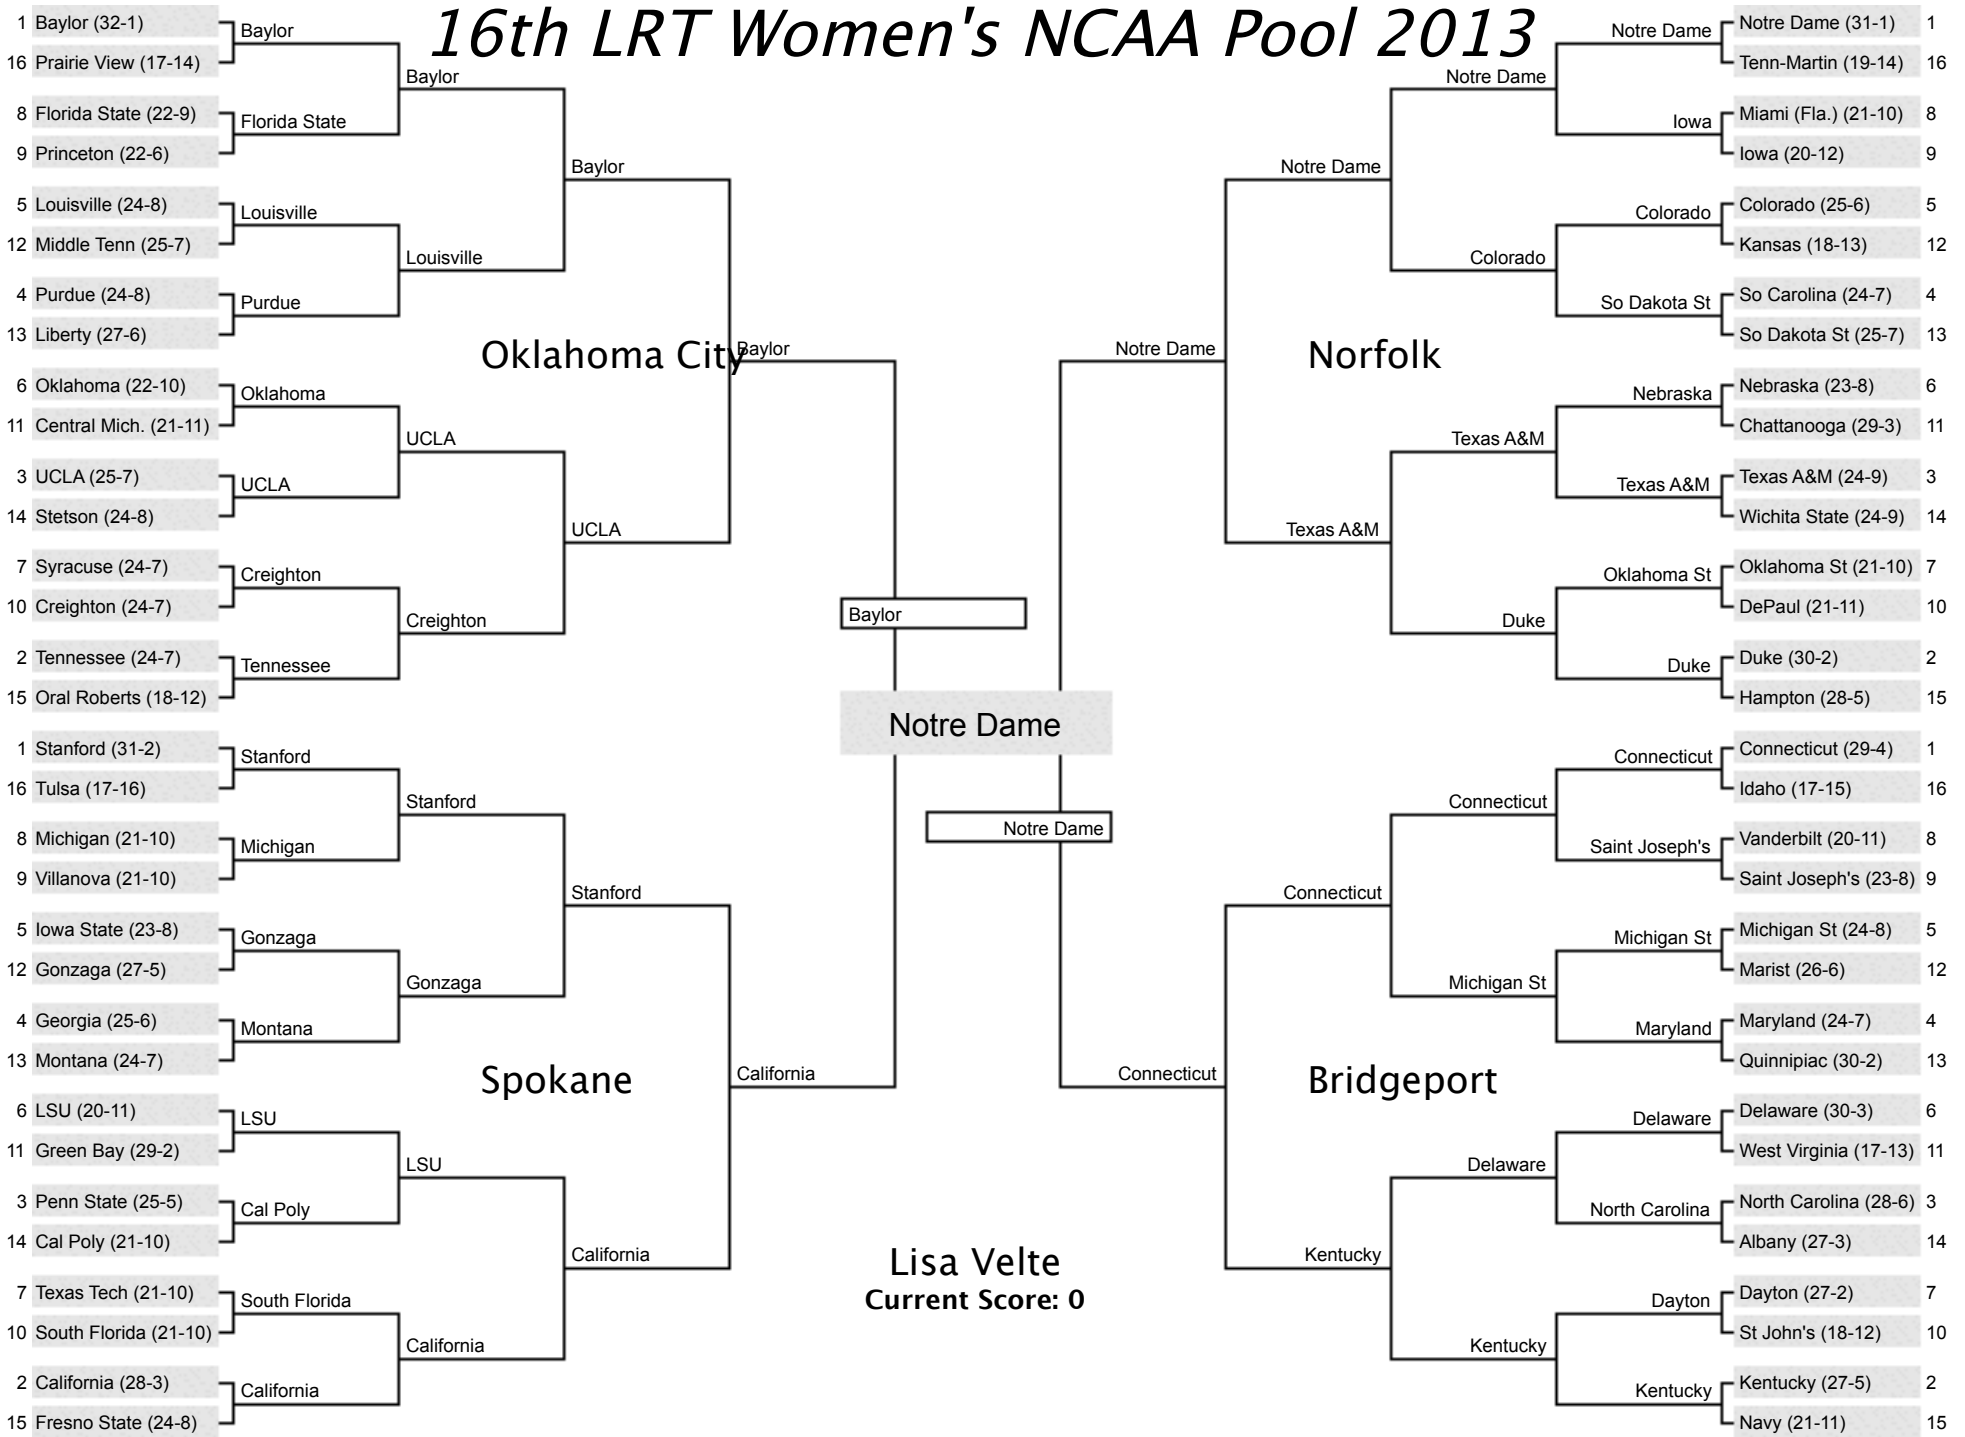 16th LRT Women's NCAA Pool 2013
1 Baylor (32-1)
16 Prairie View (17-14)
8 Florida State (22-9)
9 Princeton (22-6)
5 Louisville (24-8)
12 Middle Tenn (25-7)
4 Purdue (24-8)
13 Liberty (27-6)
6 Oklahoma (22-10)
11 Central Mich. (21-11)
3 UCLA (25-7)
14 Stetson (24-8)
7 Syracuse (24-7)
10 Creighton (24-7)
2 Tennessee (24-7)
15 Oral Roberts (18-12)
Baylor
Florida State
Louisville
Purdue
Oklahoma
UCLA
Creighton
Tennessee
Baylor
Louisville
UCLA
Creighton
Baylor
UCLA
Oklahoma City
Baylor
1 Stanford (31-2)
16 Tulsa (17-16)
8 Michigan (21-10)
9 Villanova (21-10)
5 Iowa State (23-8)
12 Gonzaga (27-5)
4 Georgia (25-6)
13 Montana (24-7)
6 LSU (20-11)
11 Green Bay (29-2)
3 Penn State (25-5)
14 Cal Poly (21-10)
7 Texas Tech (21-10)
10 South Florida (21-10)
2 California (28-3)
15 Fresno State (24-8)
Stanford
Michigan
Gonzaga
Montana
LSU
Cal Poly
South Florida
California
Stanford
Gonzaga
LSU
California
Stanford
California
Spokane
California
Baylor
Notre Dame
Notre Dame
Lisa Velte
Current Score: 0
Notre Dame
Norfolk
Notre Dame
Texas A&M
Notre Dame
Colorado
Texas A&M
Duke
Notre Dame
Iowa
Colorado
So Dakota St
Nebraska
Texas A&M
Oklahoma St
Duke
Notre Dame (31-1) 1
Tenn-Martin (19-14) 16
Miami (Fla.) (21-10) 8
Iowa (20-12) 9
Colorado (25-6) 5
Kansas (18-13) 12
So Carolina (24-7) 4
So Dakota St (25-7) 13
Nebraska (23-8) 6
Chattanooga (29-3) 11
Texas A&M (24-9) 3
Wichita State (24-9) 14
Oklahoma St (21-10) 7
DePaul (21-11) 10
Duke (30-2) 2
Hampton (28-5) 15
Connecticut
Bridgeport
Connecticut
Kentucky
Connecticut
Michigan St
Delaware
Kentucky
Connecticut
Saint Joseph's
Michigan St
Maryland
Delaware
North Carolina
Dayton
Kentucky
Connecticut (29-4) 1
Idaho (17-15) 16
Vanderbilt (20-11) 8
Saint Joseph's (23-8) 9
Michigan St (24-8) 5
Marist (26-6) 12
Maryland (24-7) 4
Quinnipiac (30-2) 13
Delaware (30-3) 6
West Virginia (17-13) 11
North Carolina (28-6) 3
Albany (27-3) 14
Dayton (27-2) 7
St John's (18-12) 10
Kentucky (27-5) 2
Navy (21-11) 15